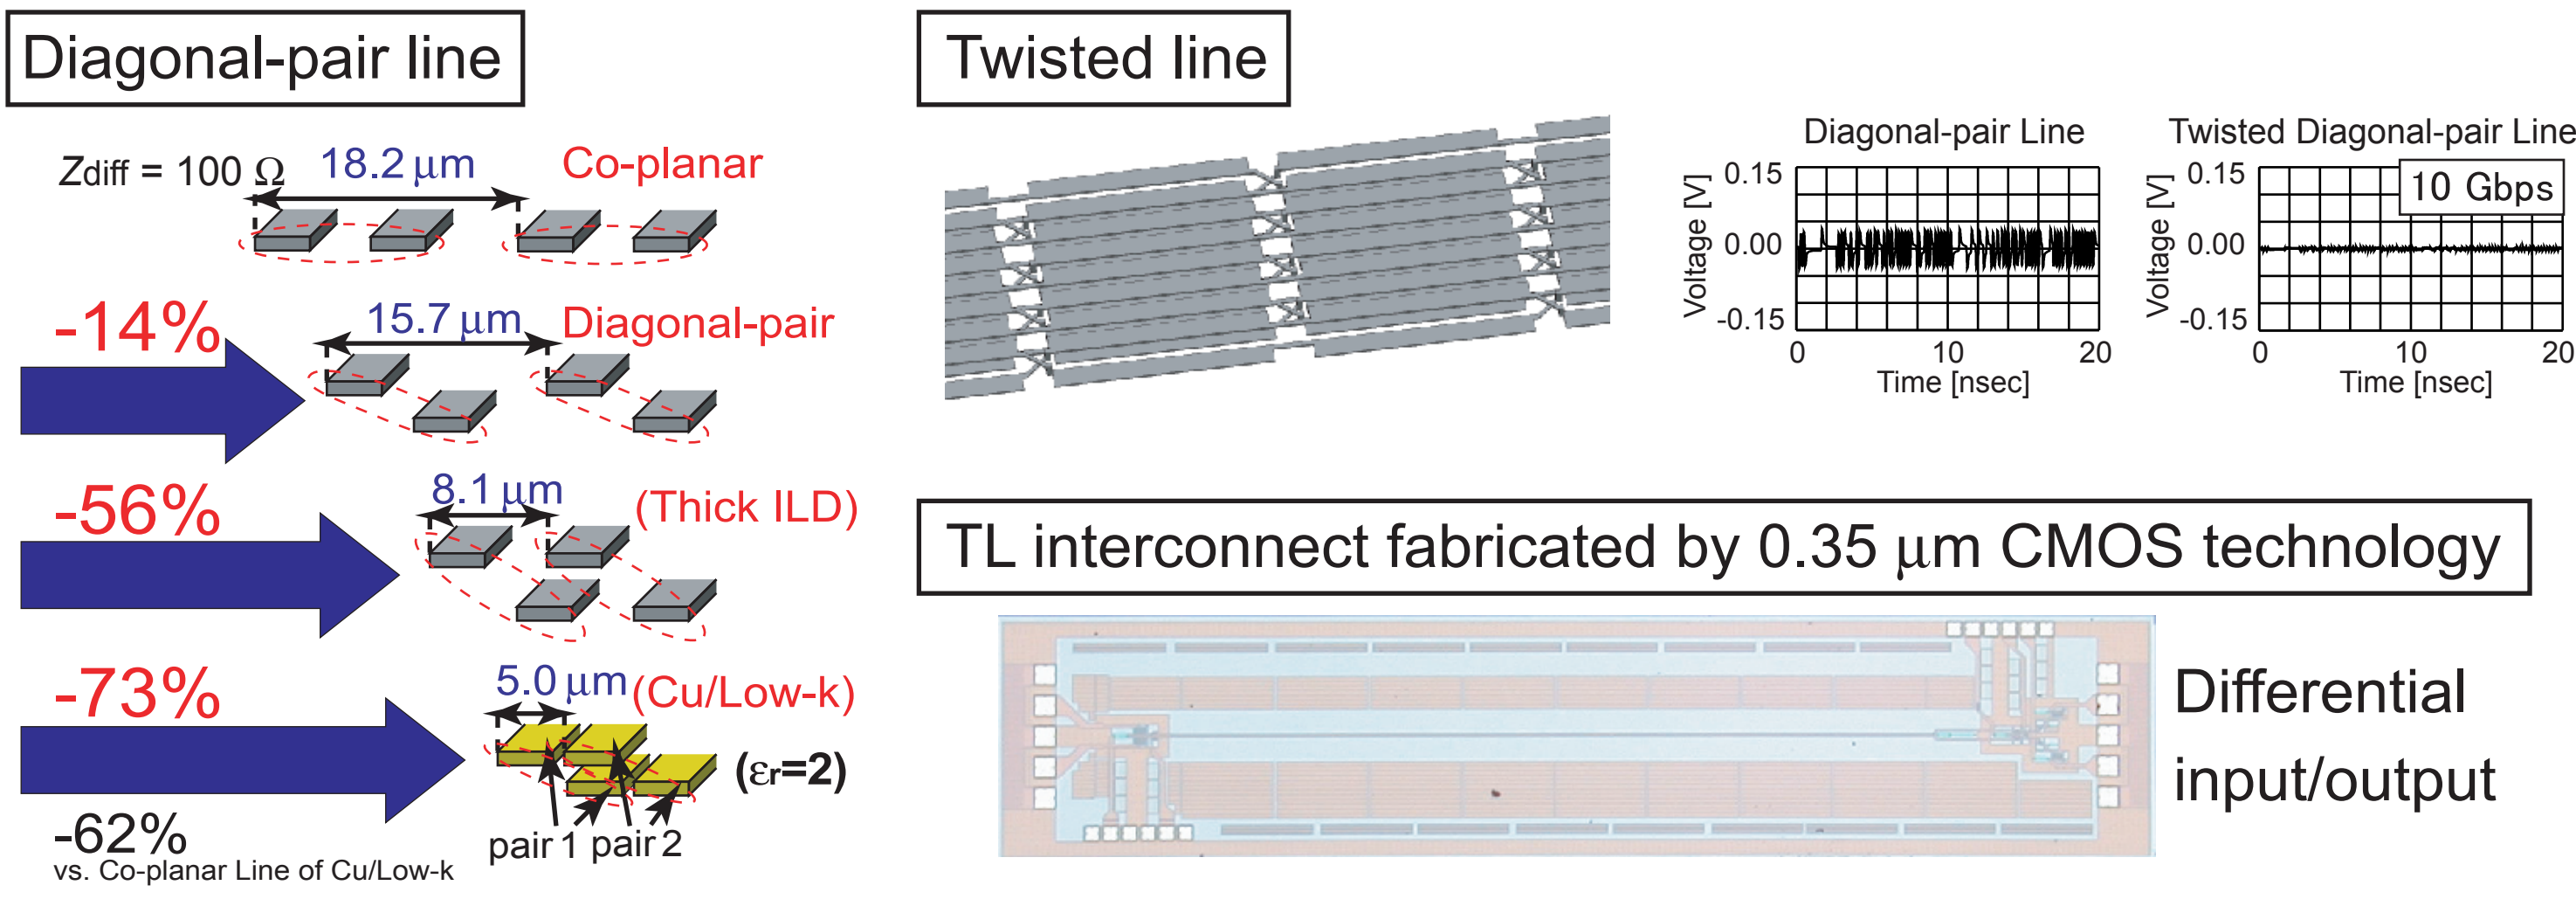 Diagonal-pair line
Zdiff = 100 Ω
18.2 μm
Co-planar
-14%
15.7 μm
Diagonal-pair
-56%
8.1 μm
(Thick ILD)
-73%
5.0 μm
(Cu/Low-k)
(εr=2)
-62%
vs. Co-planar Line of Cu/Low-k
pair 1
pair 2
Twisted line
Diagonal-pair Line
Voltage [V]
0.15
0.00
-0.15
0
10
20
Time [nsec]
Twisted Diagonal-pair Line
10 Gbps
Voltage [V]
0.15
0.00
-0.15
0
10
20
Time [nsec]
TL interconnect fabricated by 0.35 μm CMOS technology
Differential
input/output